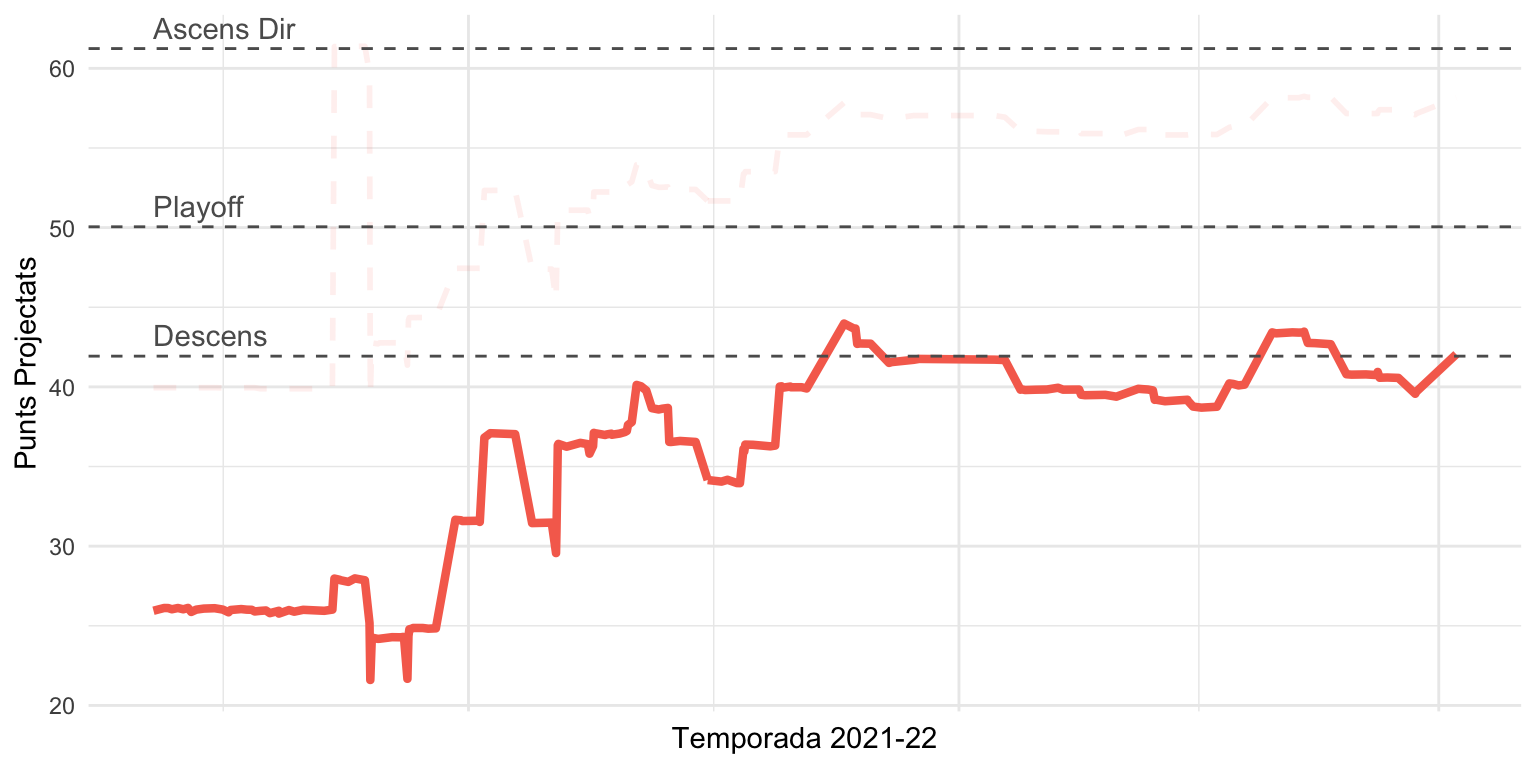 Ascens Dir
60
Playoff
50
Descens
40
30
20
Punts Projectats
Temporada 2021-22